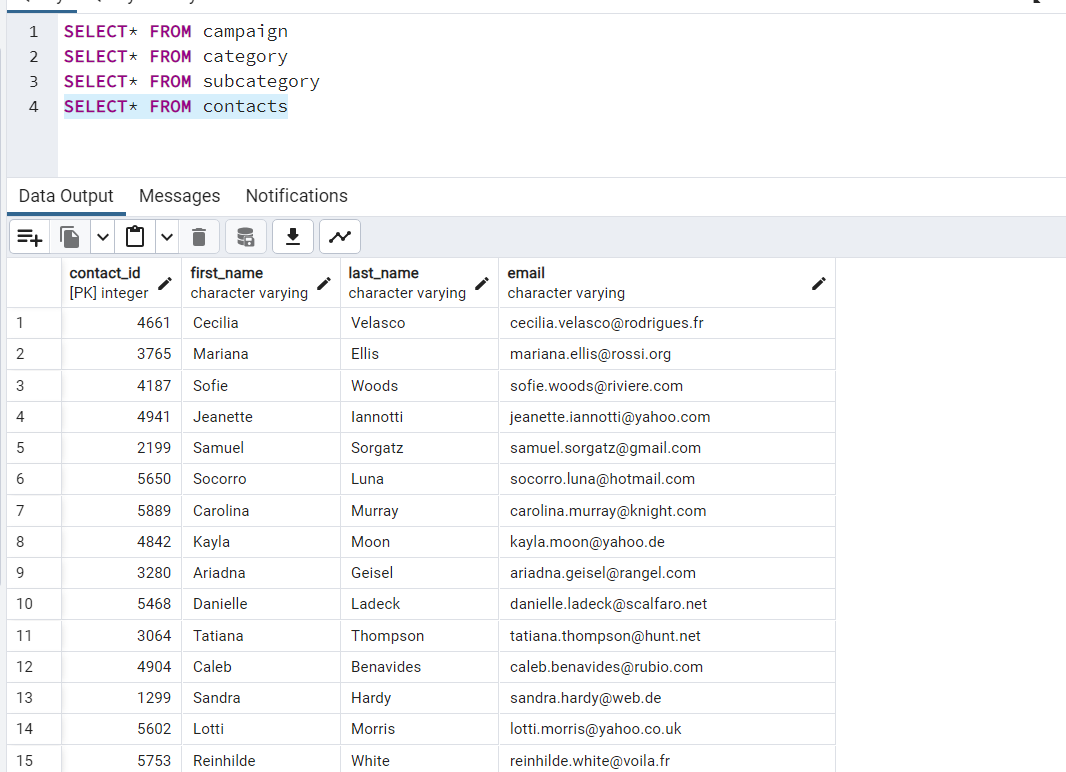 1 SELECT* FROM campaign
2 SELECT* FROM category
3 SELECT* FROM subcategory
4 SELECT* FROM contacts
Data Output Messages Notifications
contact_id first_name last_name email
[PK] integer character varying character varying character varying
1 4661 Cecilia Velasco cecilia.velasco@rodrigues.fr
2 3765 Mariana Ellis mariana.ellis@rossi.org
3 4187 Sofie Woods sofie.woods@riviere.com
4 4941 Jeanette Iannotti jeanette.iannotti@yahoo.com
5 2199 Samuel Sorgatz samuel.sorgatz@gmail.com
6 5650 Socorro Luna socorro.luna@hotmail.com
7 5889 Carolina Murray carolina.murray@knight.com
8 4842 Kayla Moon kayla.moon@yahoo.de
9 3280 Ariadna Geisel ariadna.geisel@rangel.com
10 5468 Danielle Ladeck danielle.ladeck@scalfaro.net
11 3064 Tatiana Thompson tatiana.thompson@hunt.net
12 4904 Caleb Benavides caleb.benavides@rubio.com
13 1299 Sandra Hardy sandra.hardy@web.de
14 5602 Lotti Morris lotti.morris@yahoo.co.uk
15 5753 Reinhilde White reinhilde.white@voila.fr